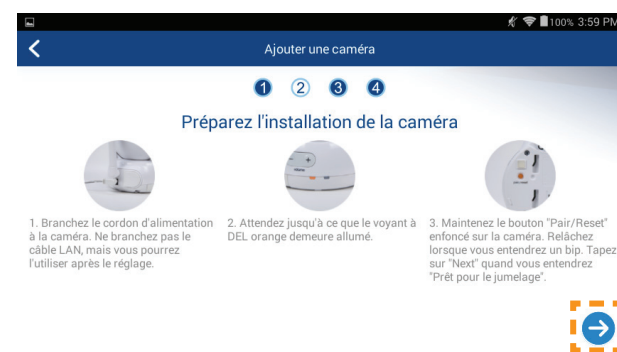 100% 3:59 PM
Ajouter une caméra
1 2 3 4
Préparez l'installation de la caméra
1. Branchez le cordon d'alimentation
à la caméra. Ne branchez pas le
câble LAN, mais vous pourrez
l'utiliser après le réglage.
2. Attendez jusqu'à ce que le voyant à
DEL orange demeure allumé.
3. Maintenez le bouton "Pair/Reset"
enfoncé sur la caméra. Relâchez
lorsque vous entendrez un bip. Tapez
sur "Next" quand vous entendrez
"Prêt pour le jumelage".